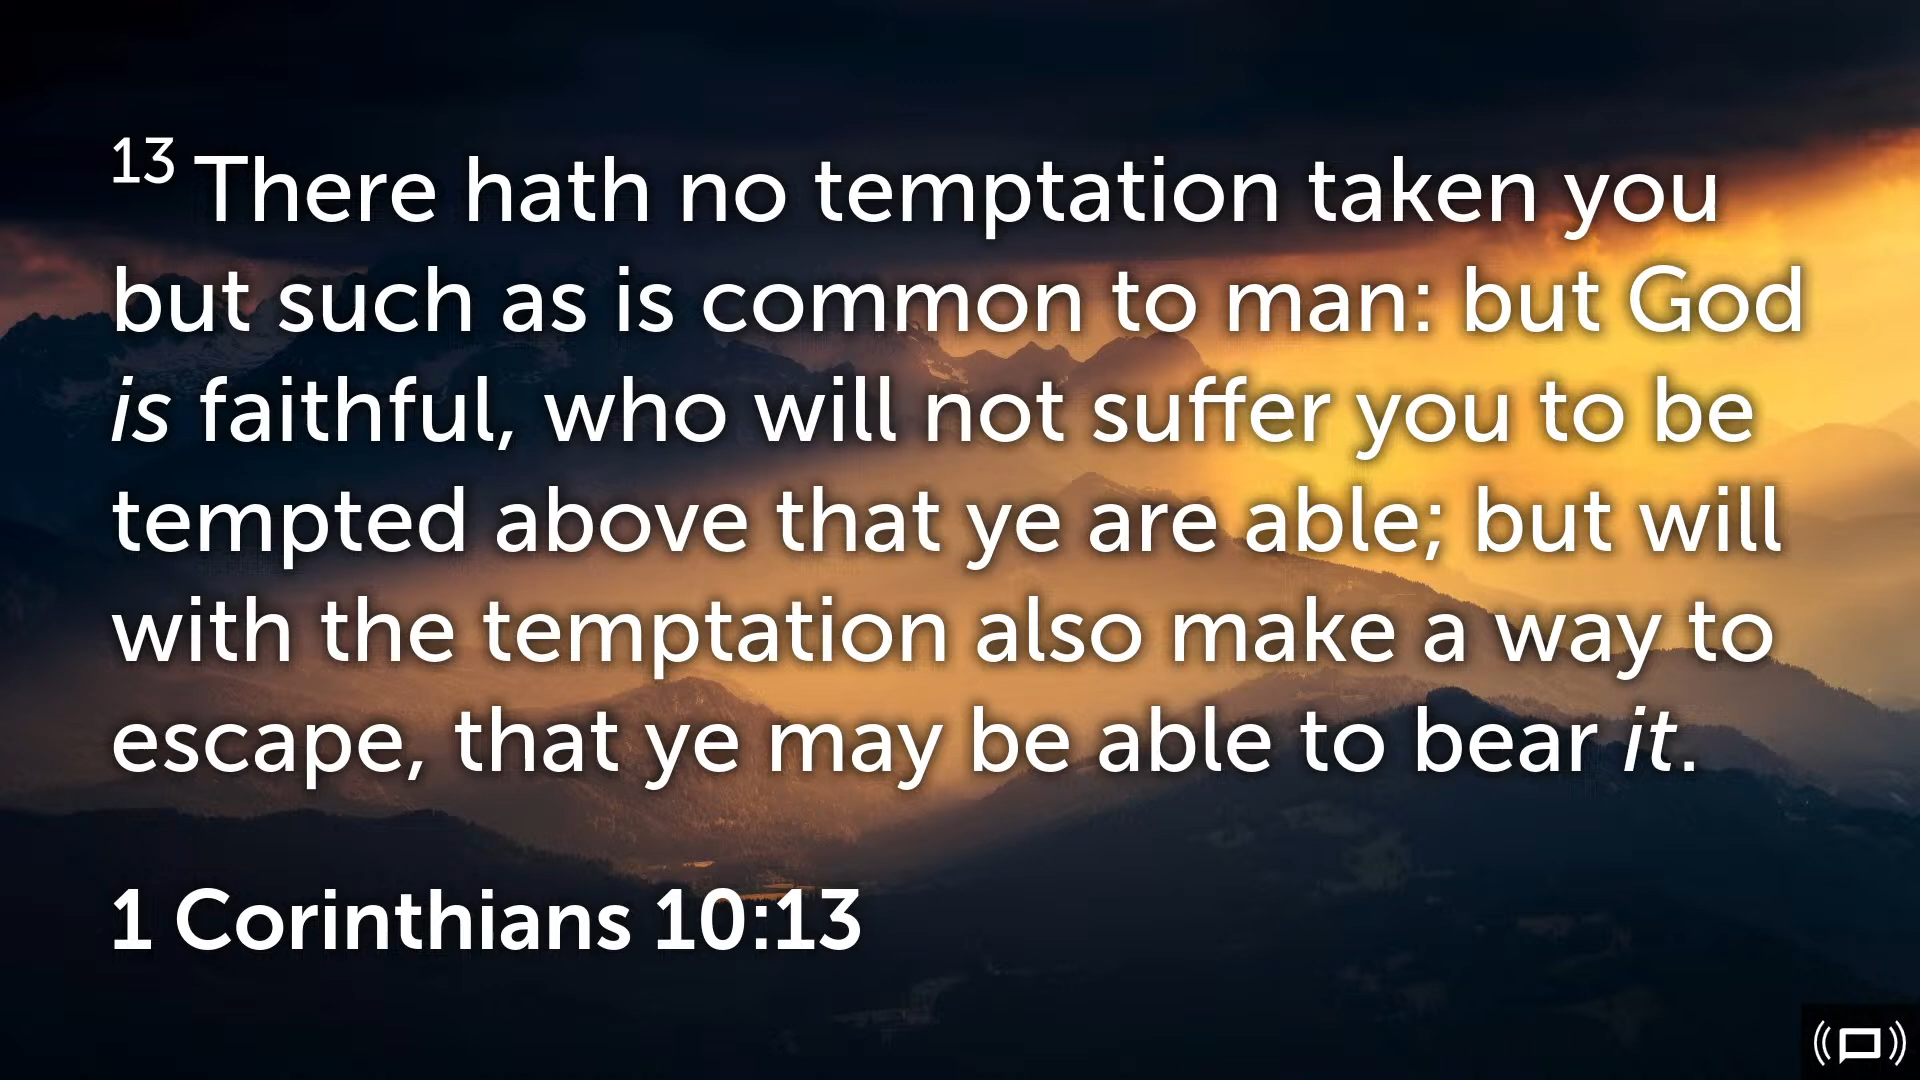 13 There hath no temptation taken you
but such as is common to man: but God
is faithful, who will not suffer you to be
tempted above that ye are able; but will
with the temptation also make a way to
escape, that ye may be able to bear it.
1 Corinthians 10:13